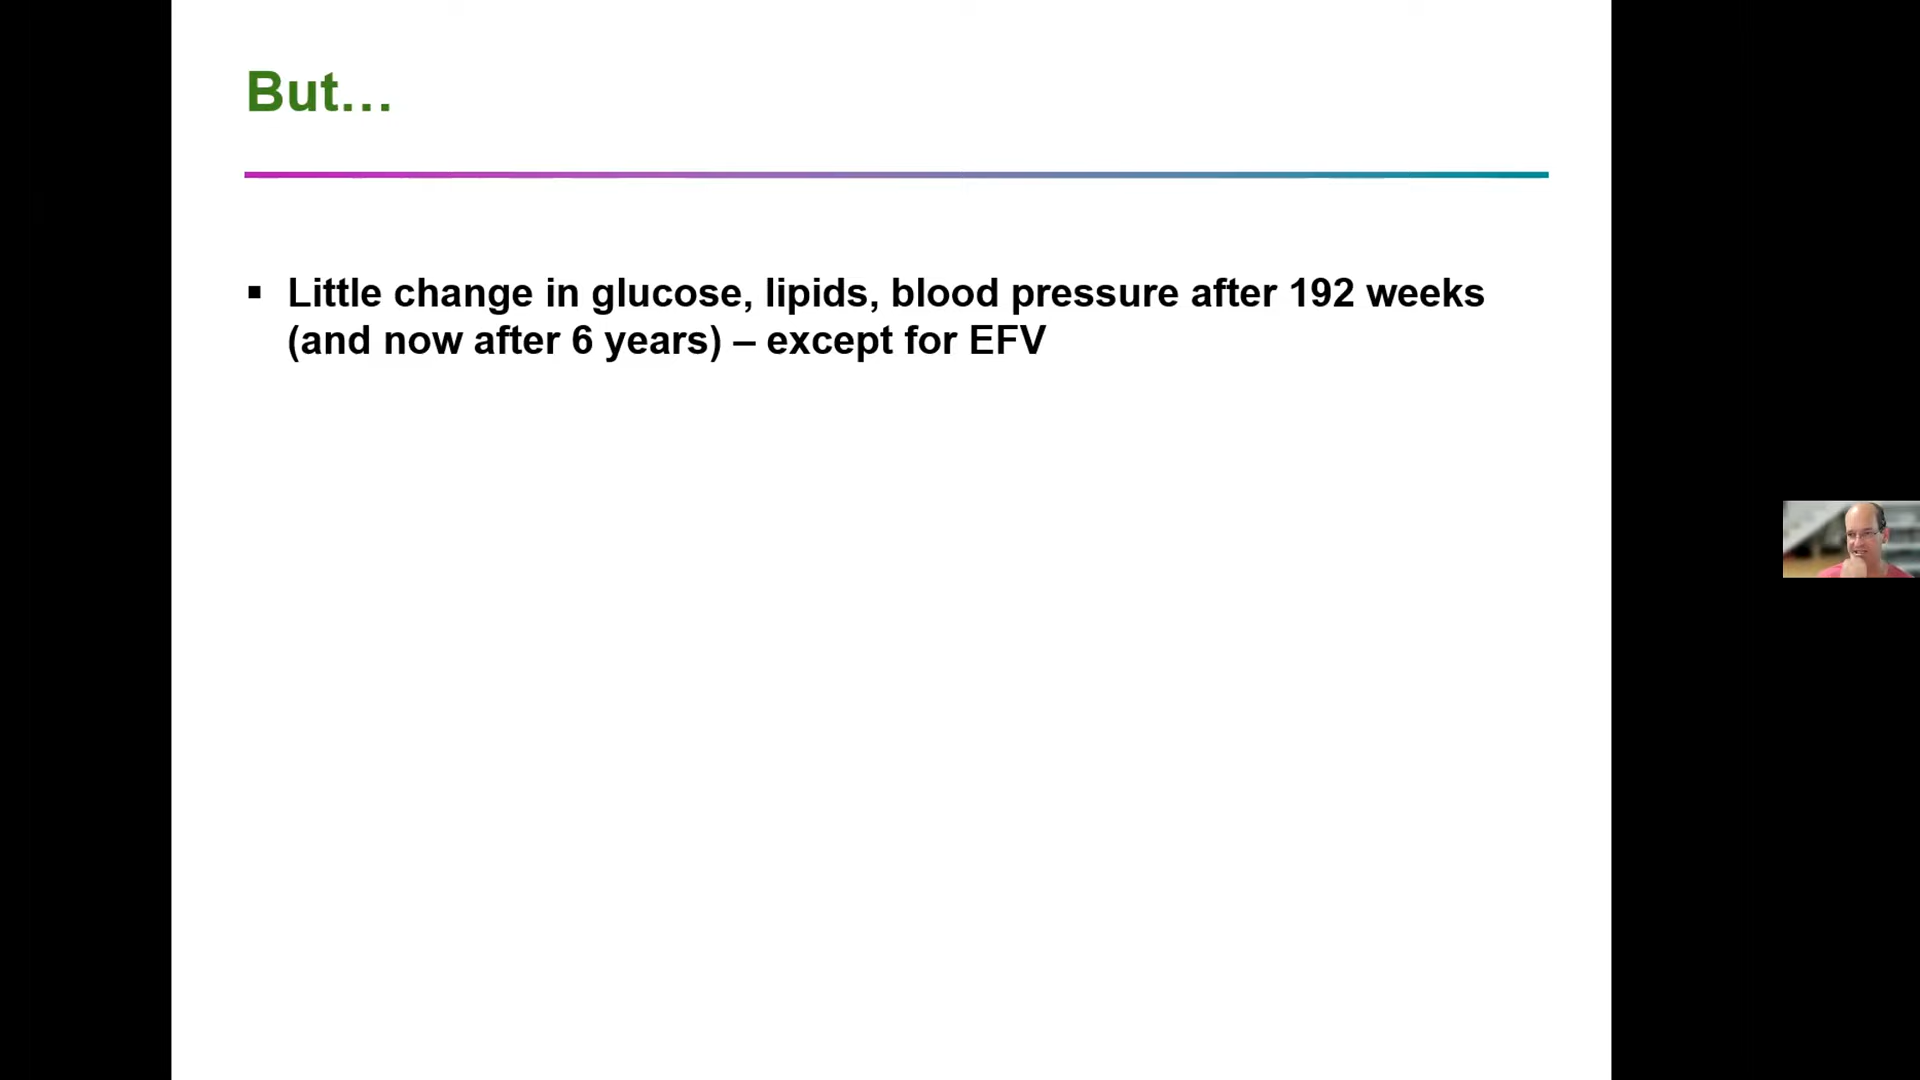 But…
▪ Little change in glucose, lipids, blood pressure after 192 weeks
(and now after 6 years) – except for EFV